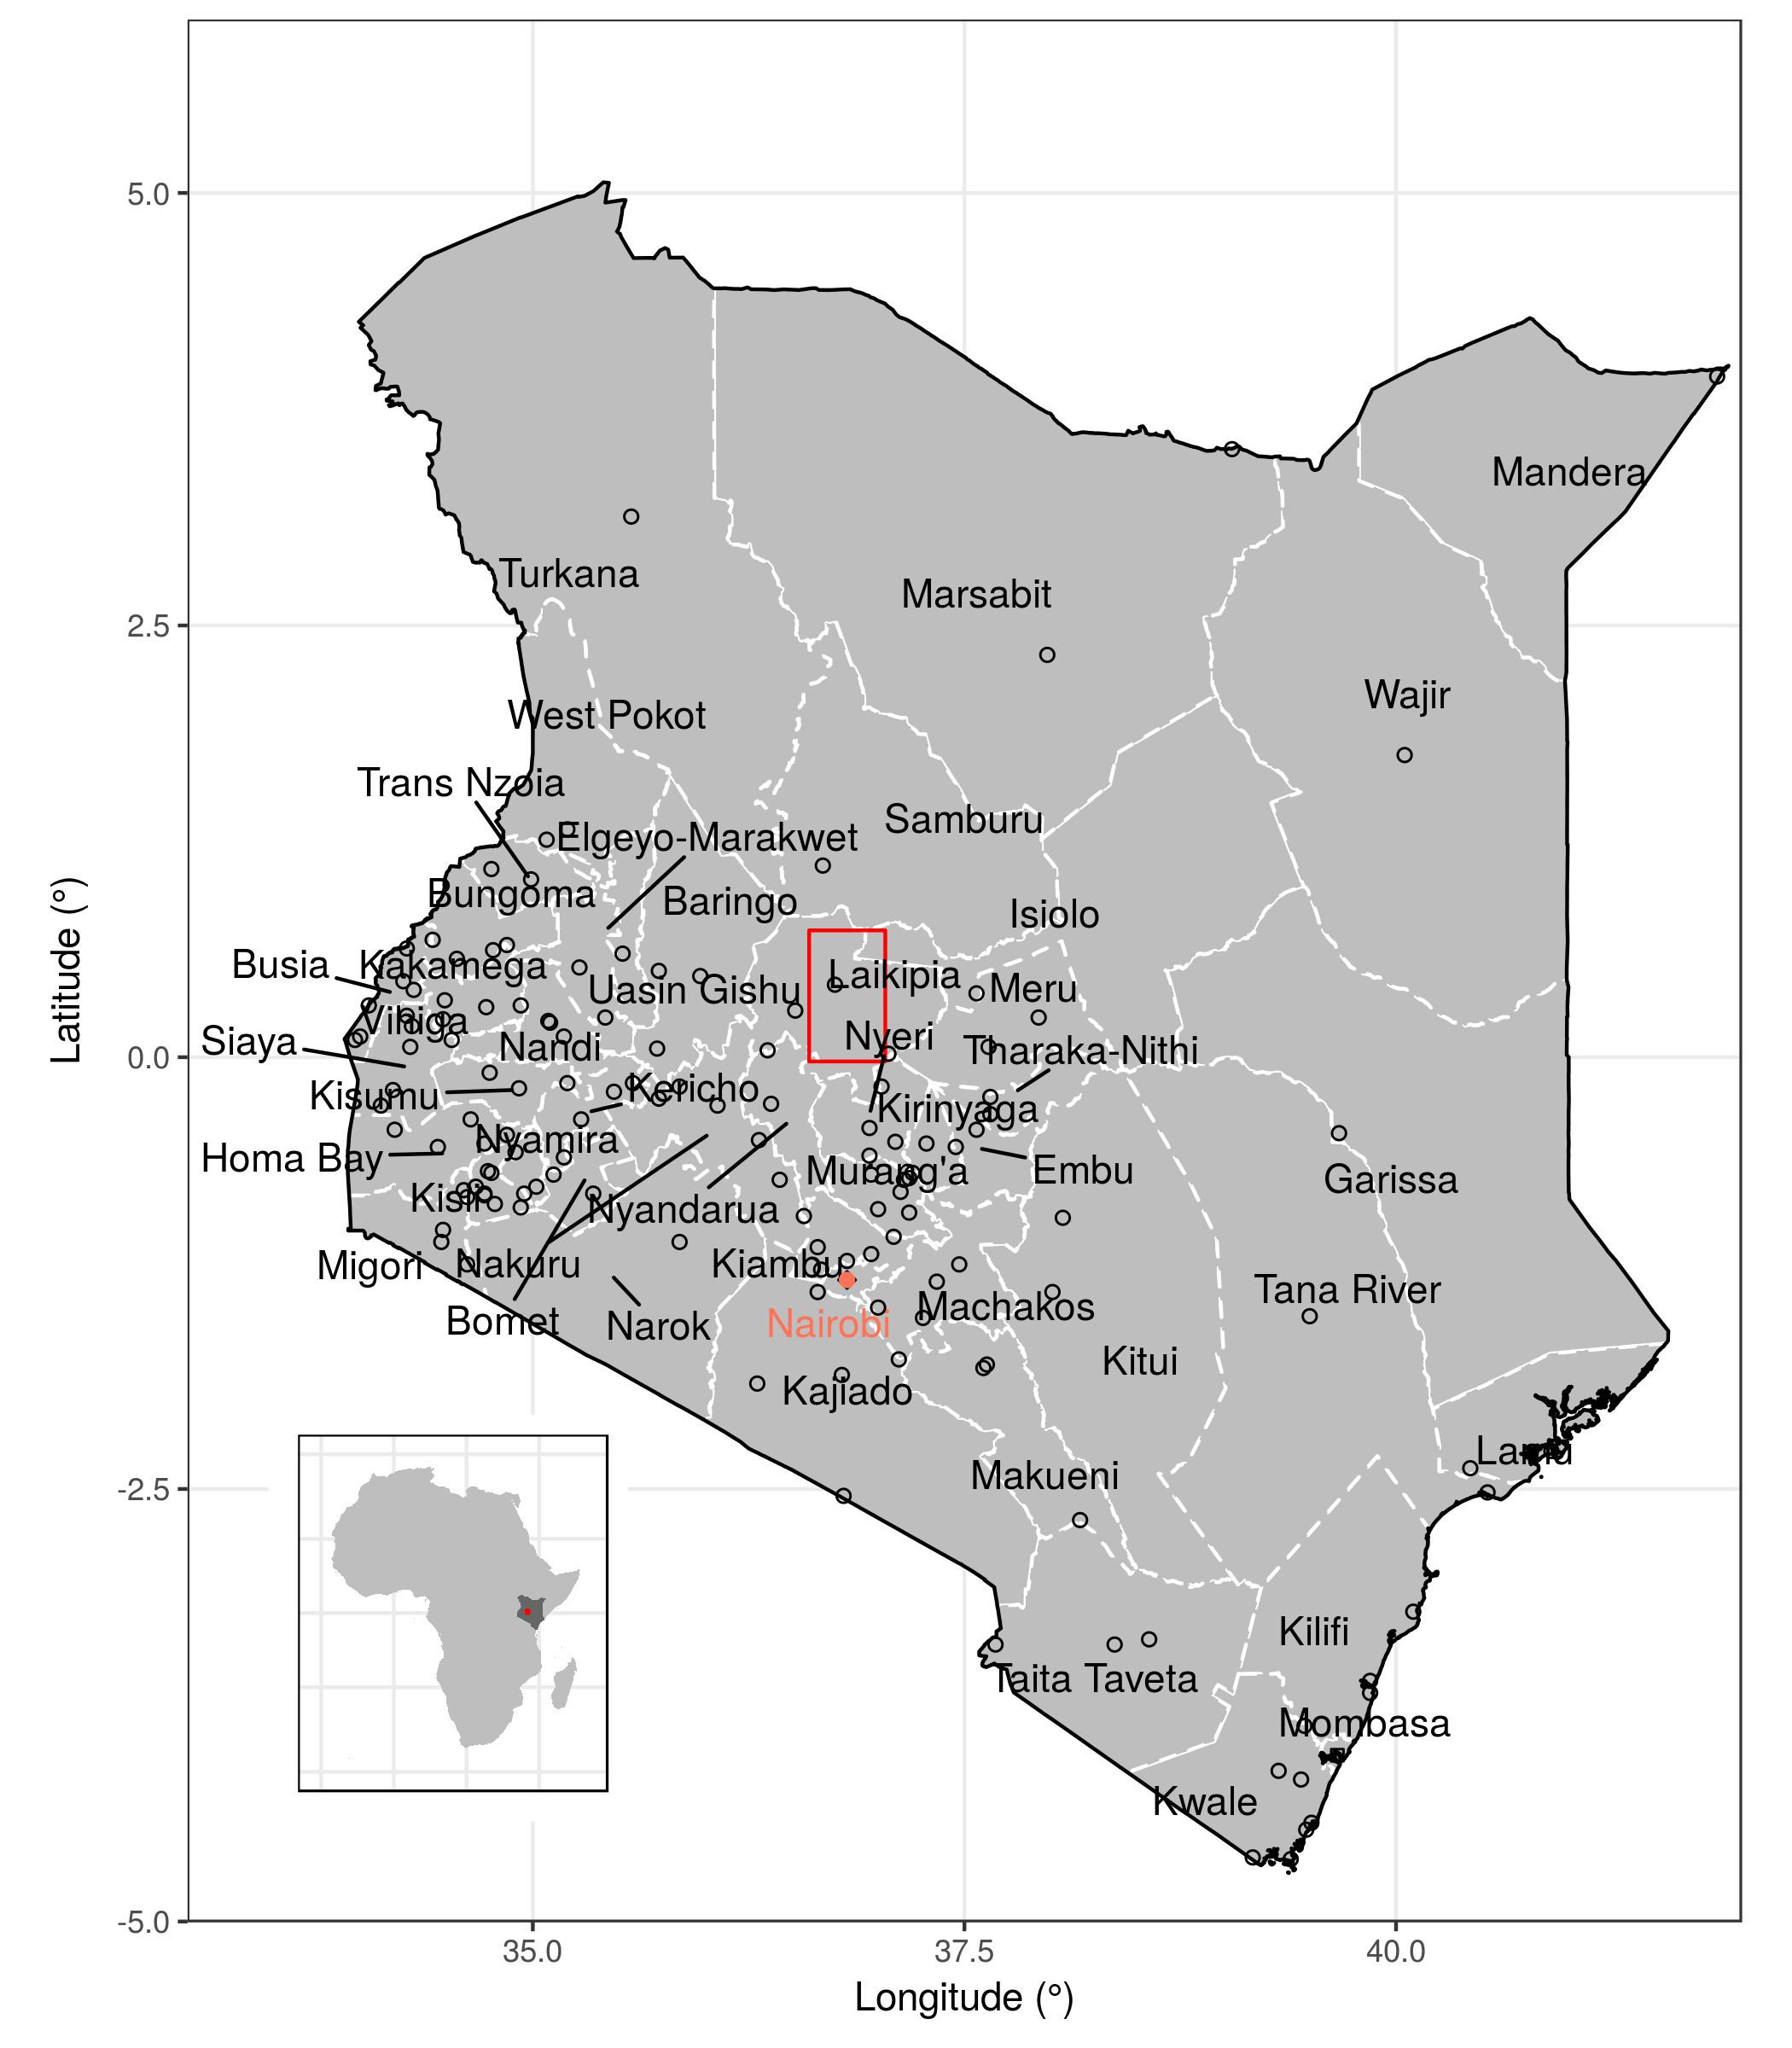 5.0
Mandera
Turkana
Marsabit
2.5
Wajir
West Pokot
Trans Nzoia
Samburu
Elgeyo-Marakwet
Bungoma
Baringo
Isiolo
Busia
Kakamega
Laikipia
Uasin Gishu
Meru
Vihiga
Nyeri
Siaya
Nandi
Tharaka-Nithi
0.0
Kisumu
Kericho
Kirinyaga
Nyamira
Homa Bay
Murang'a
Embu
Garissa
Kisii
Nyandarua
Migori
Nakuru
Kiambu
Tana River
Machakos
Bomet
Narok
Nairobi
Kitui
Kajiado
Lamu
Makueni
-2.5
Kilifi
Taita Taveta
Mombasa
Kwale
-5.0
35.0
37.5
40.0
Longitude (°)
Latitude (°)